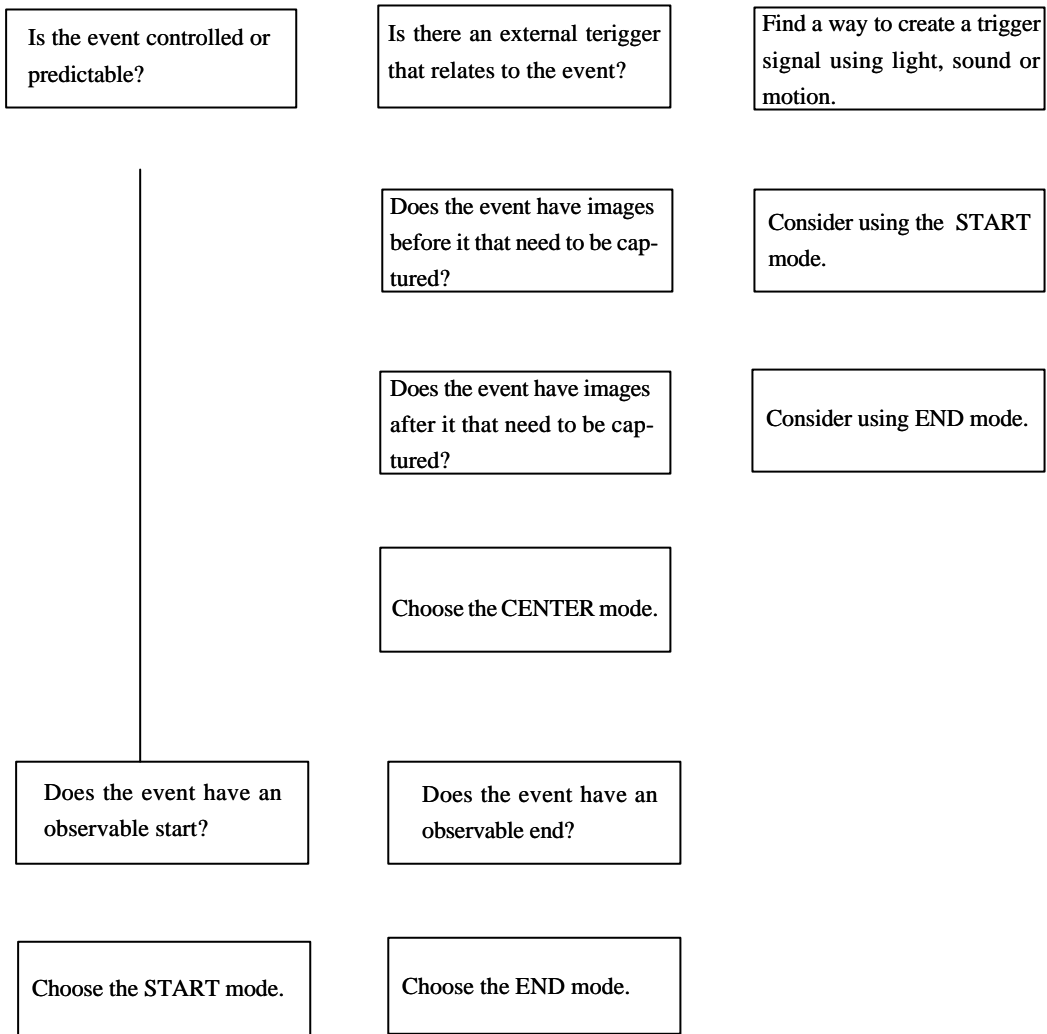 Is the event controlled or
predictable?
Is there an external terigger
that relates to the event?
Find a way to create a trigger
signal using light, sound or
motion.
Does the event have images
before it that need to be cap-
tured?
Consider using the START
mode.
Does the event have images
after it that need to be cap-
tured?
Consider using END mode.
Choose the CENTER mode.
Does the event have an
observable start?
Does the event have an
observable end?
Choose the START mode.
Choose the END mode.